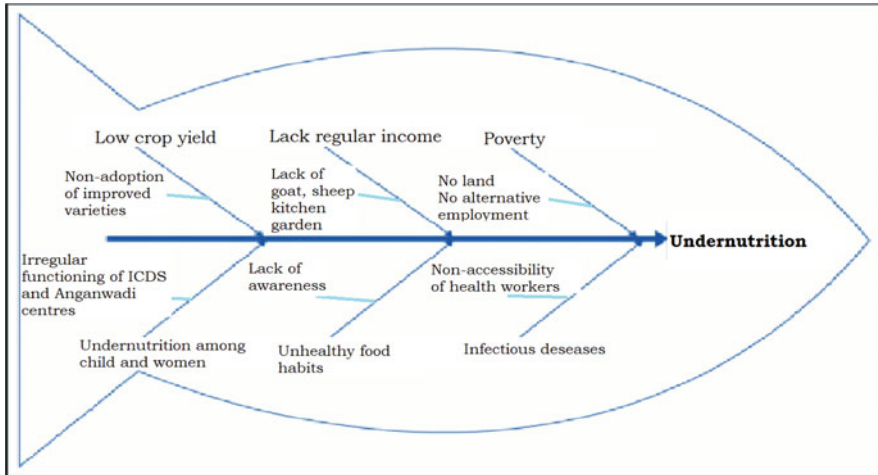 Low crop yield
Lack regular income
Poverty
Non-adoption
of improved
varieties
Lack of
goat, sheep
kitchen
garden
No land
No alternative
employment
Undernutrition
Irregular
functioning of ICDS
and Anganwadi
centres
Lack of
awareness
Non-accessibility
of health workers
Undernutrition among
child and women
Unhealthy food
habits
Infectious deseases